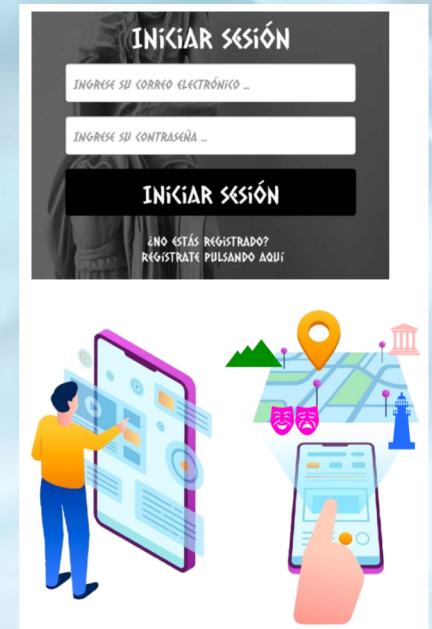 INICIAR SESIÓN
INGRESE SU CORREO ELECTRÓNICO ...
INGRESE SU CONTRASEÑA ...
INICIAR SESIÓN
¿NO ESTÁS REGISTRADO?
REGÍSTRATE PULSANDO AQUÍ